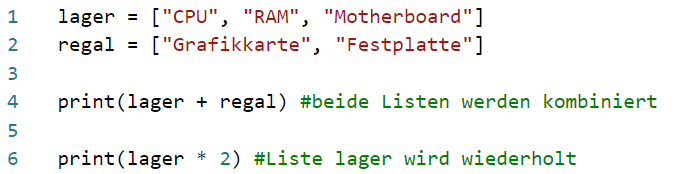 1 lager = ["CPU", "RAM", "Motherboard"]
2 regal = ["Grafikkarte", "Festplatte"]
3
4 print(lager + regal) #beide Listen werden kombiniert
5
6 print(lager * 2) #Liste lager wird wiederholt